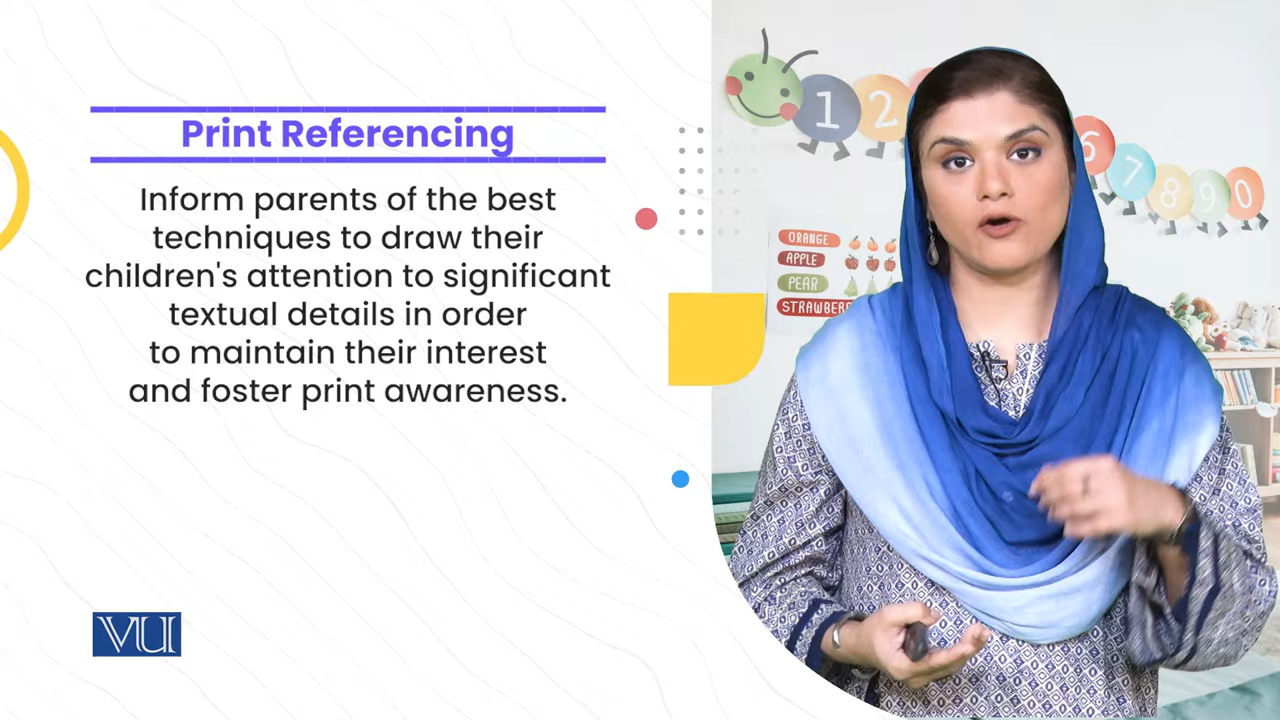 Print Referencing
Inform parents of the best
techniques to draw their
children's attention to significant
textual details in order
to maintain their interest
and foster print awareness.
VU
1 2
6 7 8 9 0
ORANGE
APPLE
PEAR